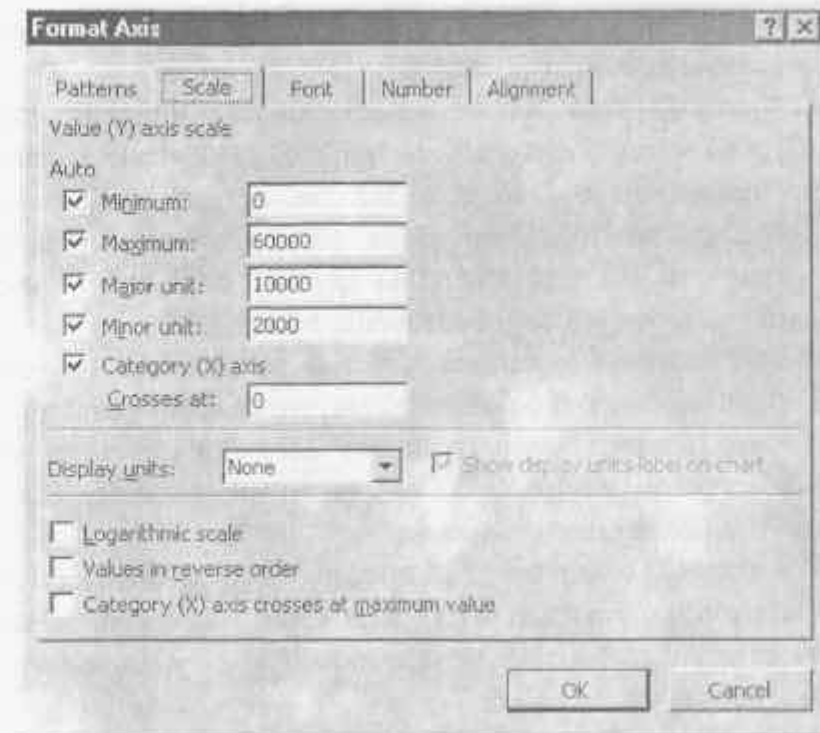 Format Axis
Patterns Scale Font Number Alignment
Value (Y) axis scale
Auto
Minimum: 0
Maximum: 60000
Major unit: 10000
Minor unit: 2000
Category (X) axis
Crosses at: 0
Display units: None Show display units label on chart
Logarithmic scale
Values in reverse order
Category (X) axis crosses at maximum value
OK Cancel